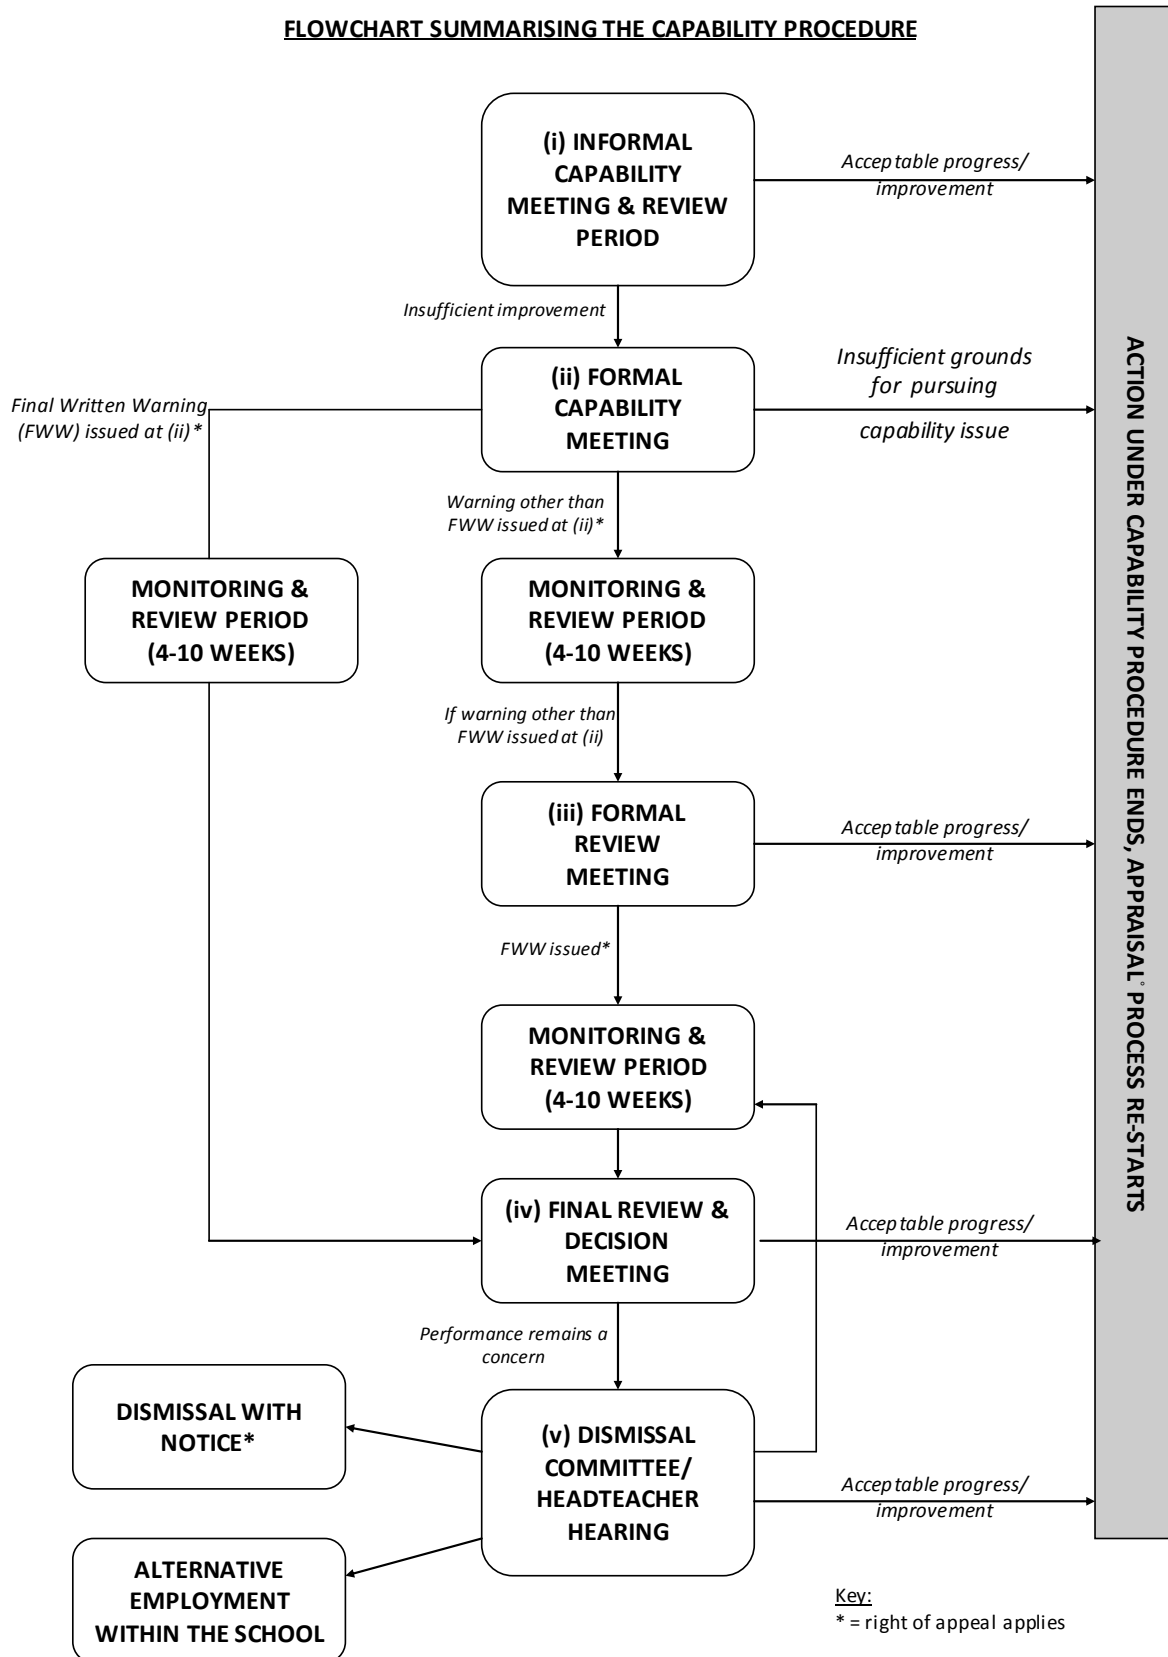 FLOWCHART SUMMARISING THE CAPABILITY PROCEDURE
(i) INFORMAL
CAPABILITY
MEETING & REVIEW
PERIOD
Acceptable progress/
improvement
Insufficient improvement
(ii) FORMAL
CAPABILITY
MEETING
Insufficient grounds
for pursuing
capability issue
Final Written Warning
(FWW) issued at (ii)*
Warning other than
FWW issued at (ii)*
MONITORING &
REVIEW PERIOD
(4-10 WEEKS)
MONITORING &
REVIEW PERIOD
(4-10 WEEKS)
If warning other than
FWW issued at (ii)
(iii) FORMAL
REVIEW
MEETING
Acceptable progress/
improvement
FWW issued*
MONITORING &
REVIEW PERIOD
(4-10 WEEKS)
(iv) FINAL REVIEW &
DECISION
MEETING
Acceptable progress/
improvement
Performance remains a
concern
DISMISSAL WITH
NOTICE*
(v) DISMISSAL
COMMITTEE/
HEADTEACHER
HEARING
Acceptable progress/
improvement
ALTERNATIVE
EMPLOYMENT
WITHIN THE SCHOOL
Key:
* = right of appeal applies
ACTION UNDER CAPABILITY PROCEDURE ENDS, APPRAISAL° PROCESS RE-STARTS